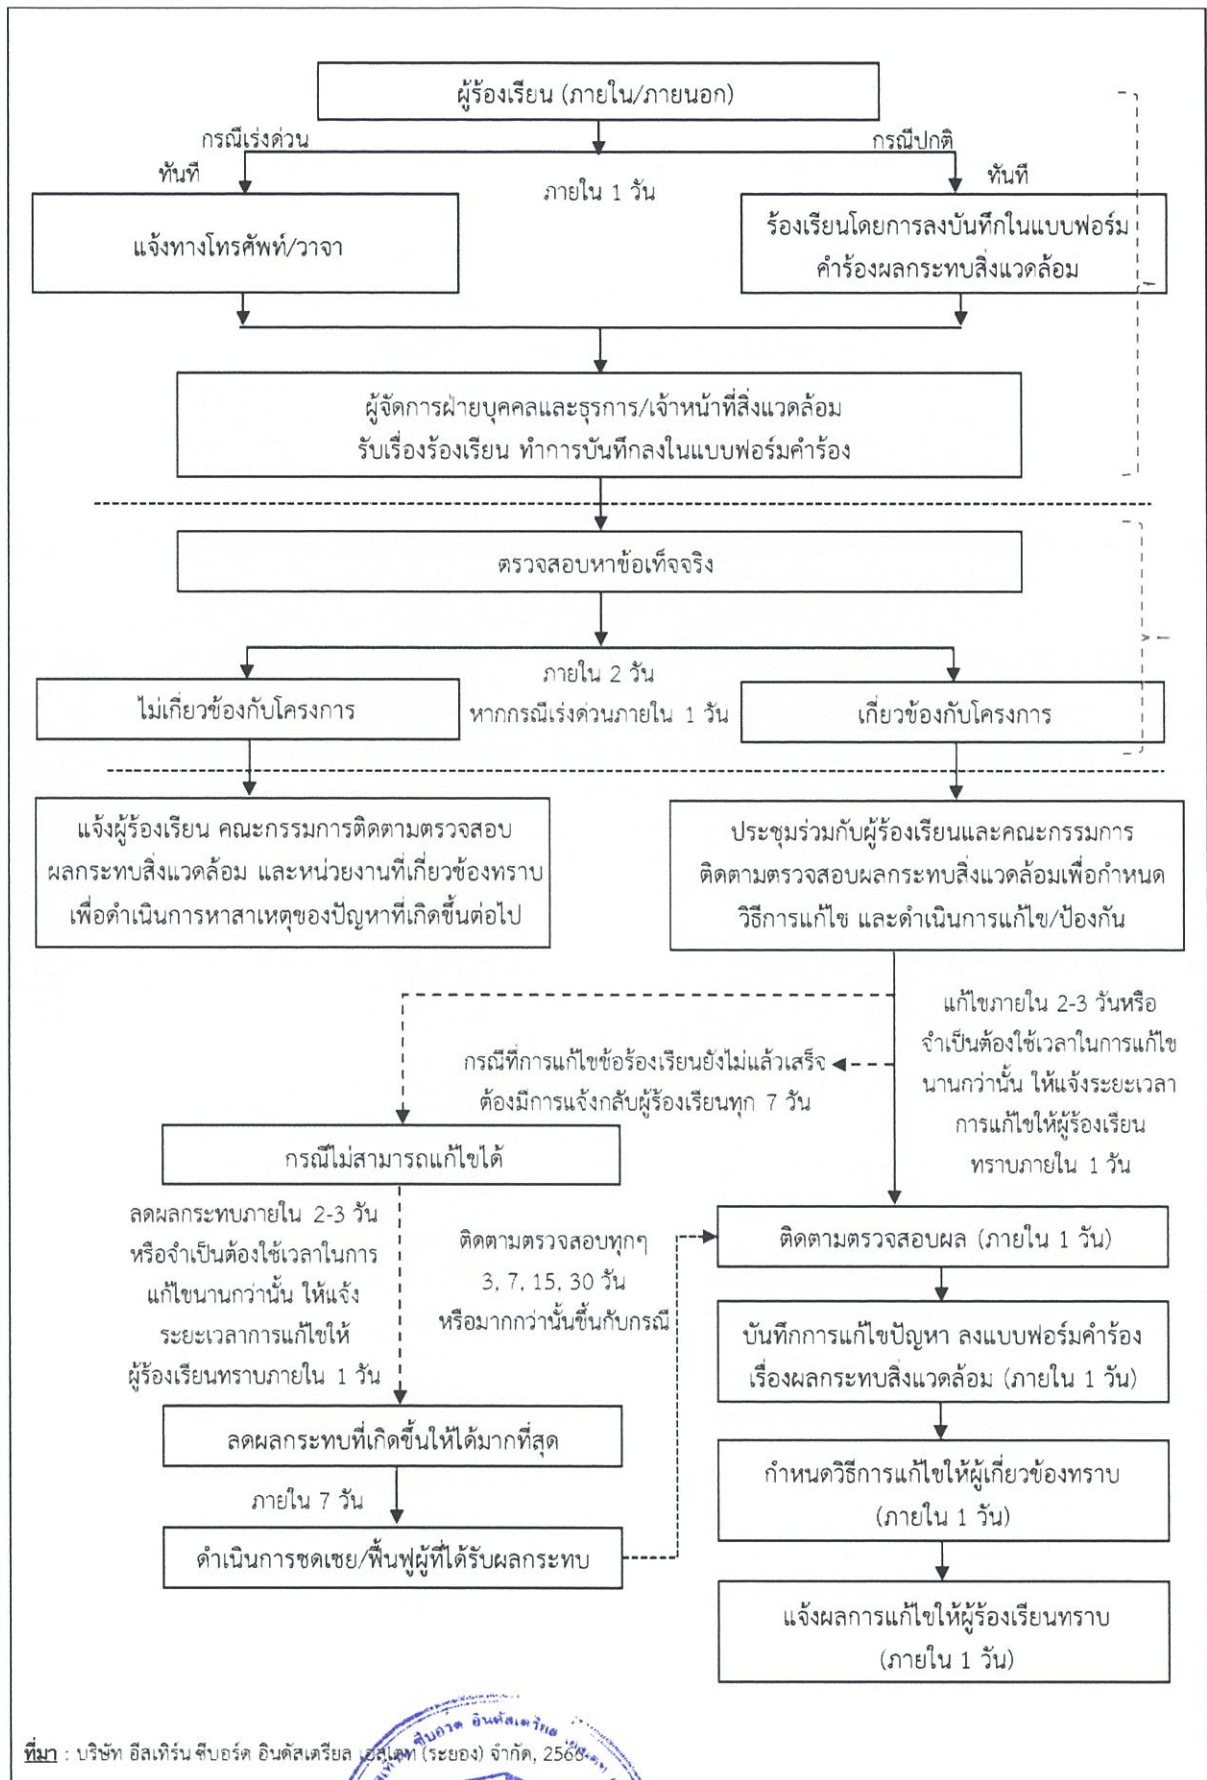 ผู้ร้องเรียน (ภายใน/ภายนอก)
กรณีเร่งด่วน
กรณีปกติ
ทันที
ภายใน 1 วัน
ทันที
แจ้งทางโทรศัพท์/วาจา
ร้องเรียนโดยการลงบันทึกในแบบฟอร์ม
คำร้องผลกระทบสิ่งแวดล้อม
ผู้จัดการฝ่ายบุคคลและธุรการ/เจ้าหน้าที่สิ่งแวดล้อม
รับเรื่องร้องเรียน ทำการบันทึกลงในแบบฟอร์มคำร้อง
ตรวจสอบหาข้อเท็จจริง
ภายใน 2 วัน
หากกรณีเร่งด่วนภายใน 1 วัน
ไม่เกี่ยวข้องกับโครงการ
เกี่ยวข้องกับโครงการ
แจ้งผู้ร้องเรียน คณะกรรมการติดตามตรวจสอบ
ผลกระทบสิ่งแวดล้อม และหน่วยงานที่เกี่ยวข้องทราบ
เพื่อดำเนินการหาสาเหตุของปัญหาที่เกิดขึ้นต่อไป
ประชุมร่วมกับผู้ร้องเรียนและคณะกรรมการ
ติดตามตรวจสอบผลกระทบสิ่งแวดล้อมเพื่อกำหนด
วิธีการแก้ไข และดำเนินการแก้ไข/ป้องกัน
แก้ไขภายใน 2-3 วันหรือ
จำเป็นต้องใช้เวลาในการแก้ไข
นานกว่านั้น ให้แจ้งระยะเวลา
การแก้ไขให้ผู้ร้องเรียน
ทราบภายใน 1 วัน
กรณีที่การแก้ไขข้อร้องเรียนยังไม่แล้วเสร็จ
ต้องมีการแจ้งกลับผู้ร้องเรียนทุก 7 วัน
กรณีไม่สามารถแก้ไขได้
ลดผลกระทบภายใน 2-3 วัน
หรือจำเป็นต้องใช้เวลาในการ
แก้ไขนานกว่านั้น ให้แจ้ง
ระยะเวลาการแก้ไขให้
ผู้ร้องเรียนทราบภายใน 1 วัน
ติดตามตรวจสอบทุกๆ
3, 7, 15, 30 วัน
หรือมากกว่านั้นขึ้นกับกรณี
ติดตามตรวจสอบผล (ภายใน 1 วัน)
บันทึกการแก้ไขปัญหา ลงแบบฟอร์มคำร้อง
เรื่องผลกระทบสิ่งแวดล้อม (ภายใน 1 วัน)
ลดผลกระทบที่เกิดขึ้นให้ได้มากที่สุด
ภายใน 7 วัน
ดำเนินการชดเชย/ฟื้นฟูผู้ที่ได้รับผลกระทบ
กำหนดวิธีการแก้ไขให้ผู้เกี่ยวข้องทราบ
(ภายใน 1 วัน)
แจ้งผลการแก้ไขให้ผู้ร้องเรียนทราบ
(ภายใน 1 วัน)
ที่มา : บริษัท อีสเทิร์น ซีบอร์ด อินดัสเตรียล เอสเตท (ระยอง) จำกัด,
ซีบอร์ด อินดัสเตรียล